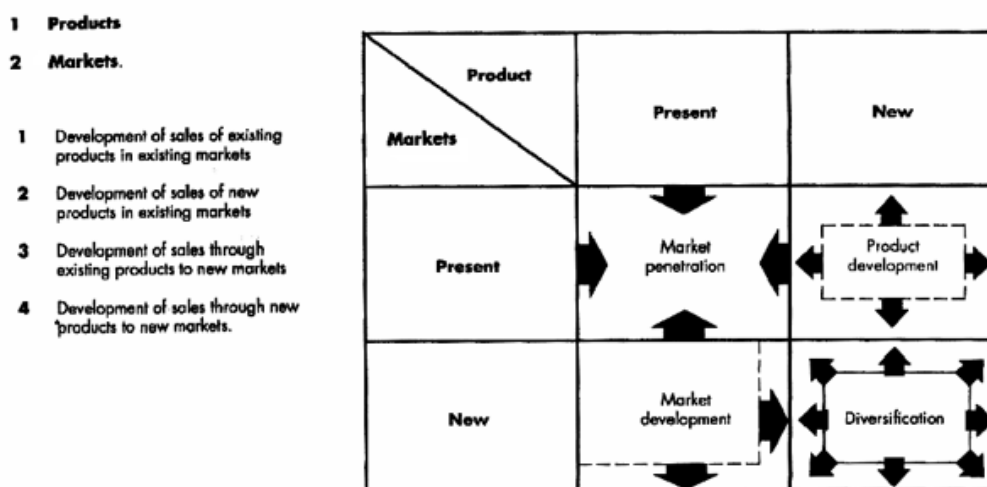 1 Products
2 Markets.
1 Development of sales of existing
products in existing markets
2 Development of sales of new
products in existing markets
3 Development of sales through
existing products to new markets
4 Development of sales through new
products to new markets.
Product
Markets
Present
New
Present
Market
penetration
Product
development
New
Market
development
Diversification